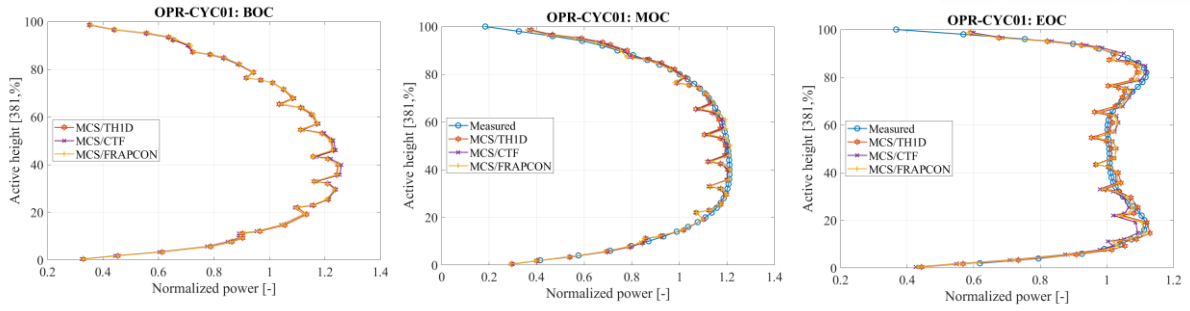 OPR-CYC01: BOC
100
80
60
40
20
0
Active height [381,%]
MCS/TH1D
MCS/CTF
MCS/FRAPCON
0.2 0.4 0.6 0.8 1 1.2 1.4
Normalized power [-]
OPR-CYC01: MOC
100
80
60
40
20
0
Active height [381,%]
Measured
MCS/TH1D
MCS/CTF
MCS/FRAPCON
0 0.2 0.4 0.6 0.8 1 1.2 1.4
Normalized power [-]
OPR-CYC01: EOC
100
80
60
40
20
0
Active height [381,%]
Measured
MCS/TH1D
MCS/CTF
MCS/FRAPCON
0.2 0.4 0.6 0.8 1 1.2
Normalized power [-]